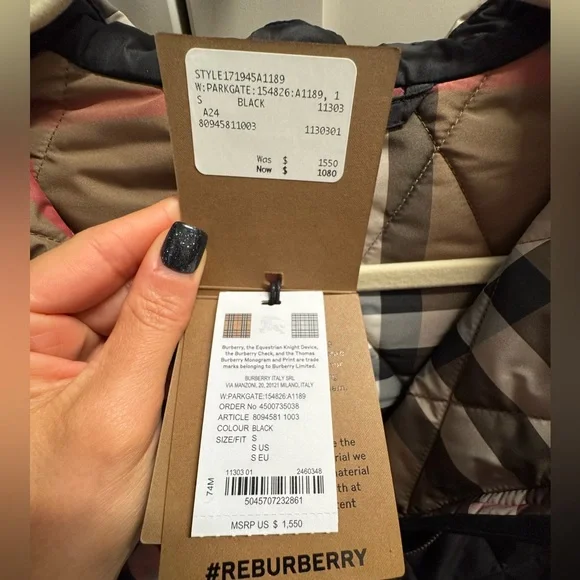 STYLE171945A1189
W:PARKGATE:154826:A1189, 1
S BLACK 11303
A24
80945811003 1130301
Was $ 1550
Now $ 1080
Burberry, the Equestrian Knight Device,
the Burberry Check, and the Thomas
Burberry Monogram and Print are trade
marks belonging to Burberry Limited.
BURBERRY ITALY SRL
VIA MANZONI, 20, 20121 MILANO, ITALY
W:PARKGATE:154826:A1189
ORDER No 4500735038
ARTICLE 8094581 1003
COLOUR BLACK
SIZE/FIT S
S US
S EU
11303 01 2460348
74M
5045707232861
MSRP US $ 1,550
the
we
at
#REBURBERRY